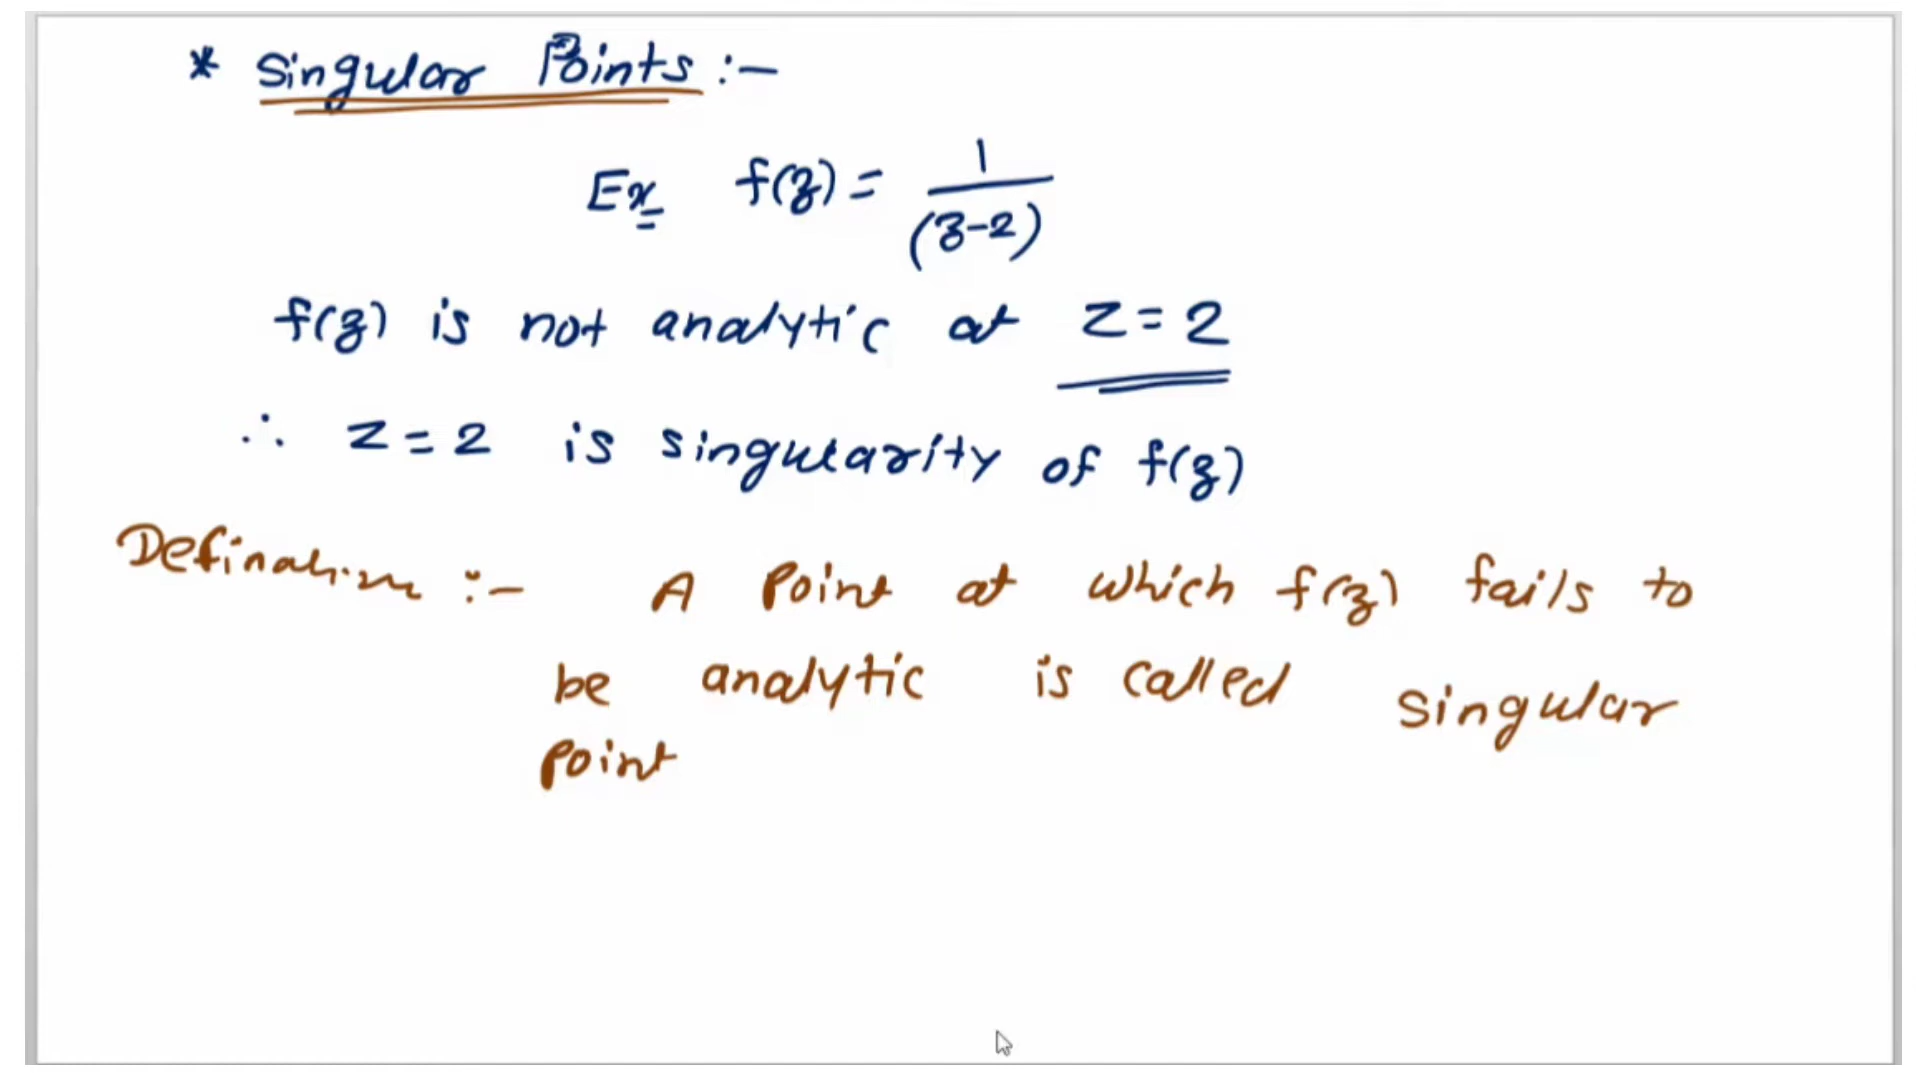 * Singular Points :-
Ex f(z) = 1/(z-2)
f(z) is not analytic at z = 2
∴ z = 2 is singularity of f(z)
Defination :- A Point at which f(z) fails to
be analytic is called singular
Point